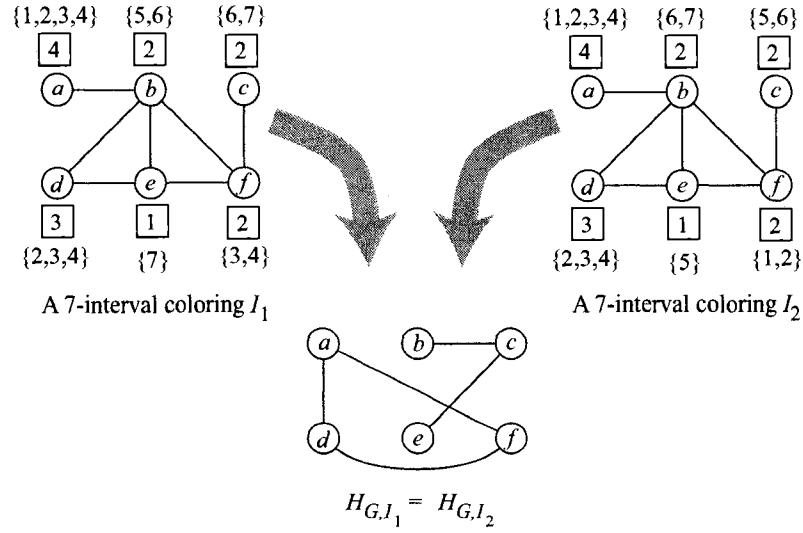 {1,2,3,4} {5,6} {6,7}
4 2 2
a b c
d e f
3 1 2
{2,3,4} {7} {3,4}
A 7-interval coloring I₁
{1,2,3,4} {6,7} {5,6}
4 2 2
a b c
d e f
3 1 2
{2,3,4} {5} {1,2}
A 7-interval coloring I₂
a b c
d e f
H_{G,I₁} = H_{G,I₂}